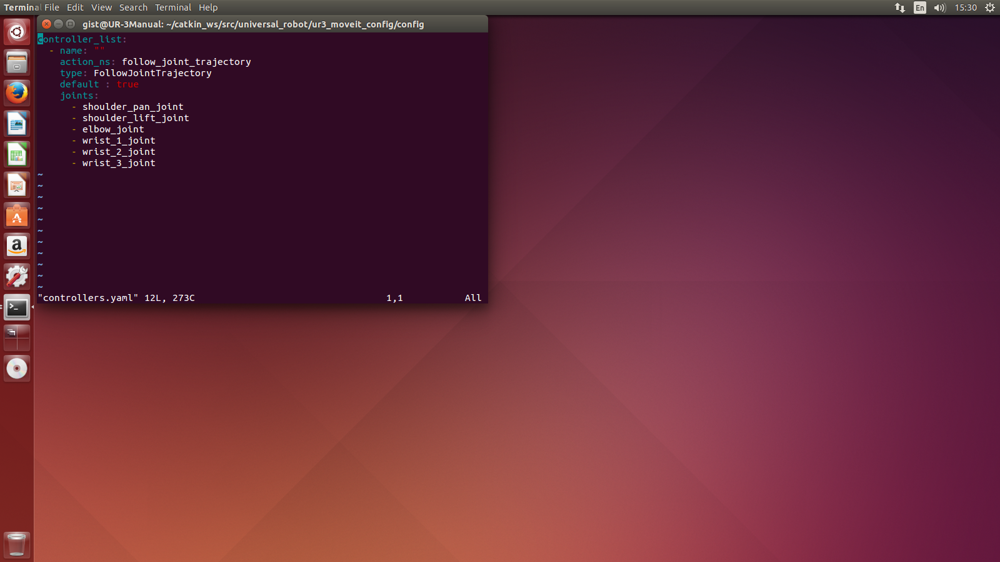 Terminal File Edit View Search Terminal Help En 15:30
gist@UR-3Manual: ~/catkin_ws/src/universal_robot/ur3_moveit_config/config
controller_list:
- name: ""
action_ns: follow_joint_trajectory
type: FollowJointTrajectory
default : true
joints:
- shoulder_pan_joint
- shoulder_lift_joint
- elbow_joint
- wrist_1_joint
- wrist_2_joint
- wrist_3_joint
~
~
~
~
~
~
~
~
~
~
~
"controllers.yaml" 12L, 273C 1,1 All